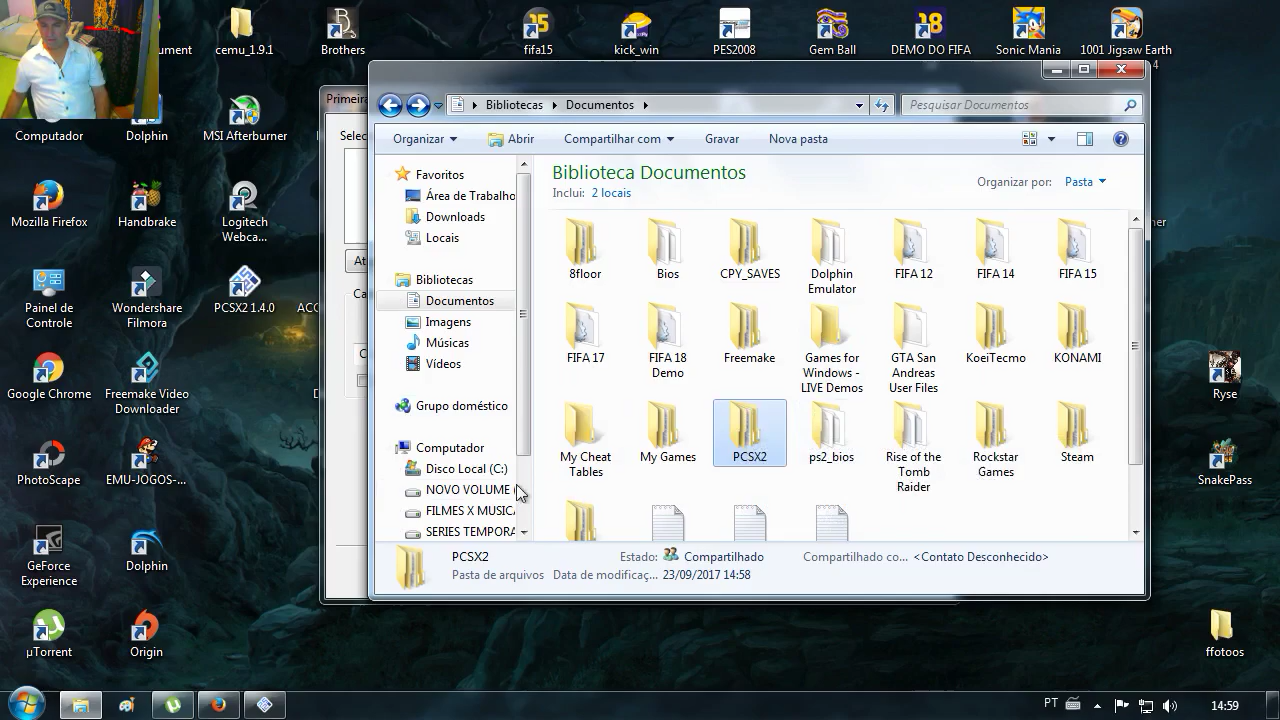 ument
cemu_1.9.1
Brothers
fifa15
kick_win
PES2008
Gem Ball
DEMO DO FIFA
Sonic Mania
1001 Jigsaw Earth
4
Primeira
Bibliotecas
Documentos
Pesquisar Documentos
Computador
Dolphin
MSI Afterburner
Selec
Organizar
Abrir
Compartilhar com
Gravar
Nova pasta
Favoritos
Área de Trabalho
Downloads
Locais
Bibliotecas
Documentos
Imagens
Músicas
Vídeos
Grupo doméstico
Computador
Disco Local (C:)
NOVO VOLUME (
FILMES X MUSICA
SERIES TEMPORA
Biblioteca Documentos
Inclui: 2 locais
Organizar por: Pasta
8floor
Bios
CPY_SAVES
Dolphin
Emulator
FIFA 12
FIFA 14
FIFA 15
FIFA 17
FIFA 18
Demo
Freemake
Games for
Windows -
LIVE Demos
GTA San
Andreas
User Files
KoeiTecmo
KONAMI
My Cheat
Tables
My Games
PCSX2
ps2_bios
Rise of the
Tomb
Raider
Rockstar
Games
Steam
PCSX2
Pasta de arquivos
Estado: Compartilhado
Data de modificaç... 23/09/2017 14:58
Compartilhado co... <Contato Desconhecido>
Mozilla Firefox
Handbrake
Logitech
Webca...
ner
At
Ca
C
Painel de
Controle
Wondershare
Filmora
PCSX2 1.4.0
ACC
Google Chrome
Freemake Video
Downloader
D
Ryse
PhotoScape
EMU-JOGOS-...
SnakePass
GeForce
Experience
Dolphin
µTorrent
Origin
ffotoos
PT
14:59